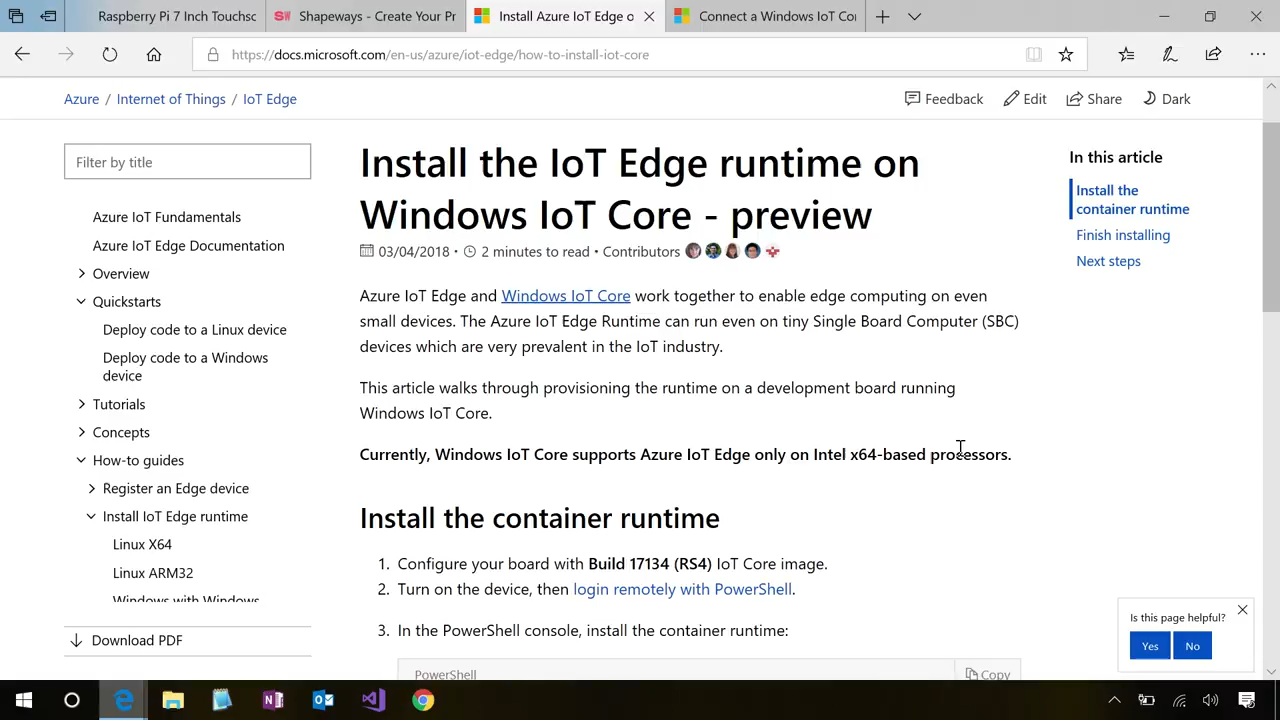 Raspberry Pi 7 Inch Touchsc
Shapeways - Create Your Pr
Install Azure IoT Edge o
Connect a Windows IoT Cor
https://docs.microsoft.com/en-us/azure/iot-edge/how-to-install-iot-core
Azure / Internet of Things / IoT Edge
Feedback
Edit
Share
Dark
Filter by title
Azure IoT Fundamentals
Azure IoT Edge Documentation
Overview
Quickstarts
Deploy code to a Linux device
Deploy code to a Windows
device
Tutorials
Concepts
How-to guides
Register an Edge device
Install IoT Edge runtime
Linux X64
Linux ARM32
Windows with Windows
Download PDF
Install the IoT Edge runtime on
Windows IoT Core - preview
03/04/2018 • 2 minutes to read • Contributors
Azure IoT Edge and Windows IoT Core work together to enable edge computing on even
small devices. The Azure IoT Edge Runtime can run even on tiny Single Board Computer (SBC)
devices which are very prevalent in the IoT industry.
This article walks through provisioning the runtime on a development board running
Windows IoT Core.
Currently, Windows IoT Core supports Azure IoT Edge only on Intel x64-based processors.
Install the container runtime
1. Configure your board with Build 17134 (RS4) IoT Core image.
2. Turn on the device, then login remotely with PowerShell.
3. In the PowerShell console, install the container runtime:
PowerShell
Copy
In this article
Install the
container runtime
Finish installing
Next steps
Is this page helpful?
Yes
No